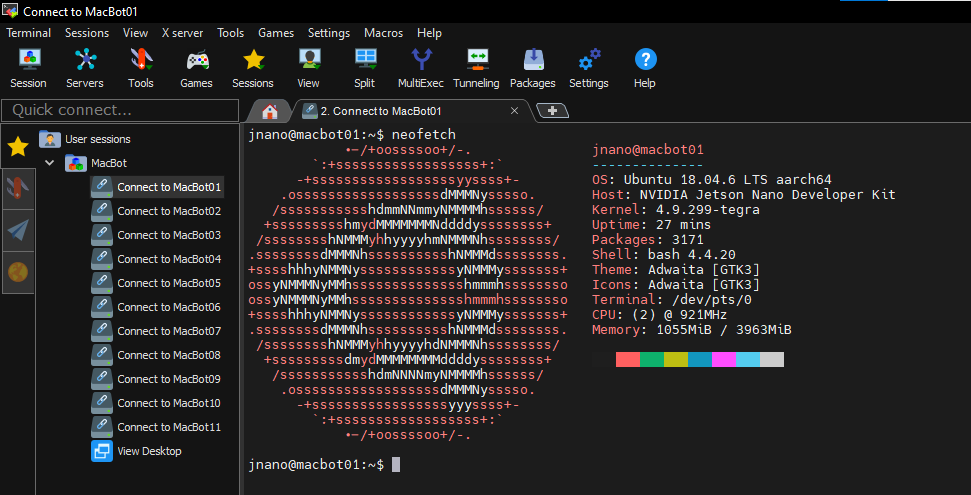 Connect to MacBot01
Terminal Sessions View X server Tools Games Settings Macros Help
Session Servers Tools Games Sessions View Split MultiExec Tunneling Packages Settings Help
Quick connect...
2. Connect to MacBot01
User sessions
MacBot
Connect to MacBot01
Connect to MacBot02
Connect to MacBot03
Connect to MacBot04
Connect to MacBot05
Connect to MacBot06
Connect to MacBot07
Connect to MacBot08
Connect to MacBot09
Connect to MacBot10
Connect to MacBot11
View Desktop
jnano@macbot01:~$ neofetch
•—/+oossssoo+/-.
`:+ssssssssssssssssss+:`
-+ssssssssssssssssssyyssss+-
.ossssssssssssssssssdMMMNysssso.
/ssssssssssshdmmNNmmyNMMMMhssssss/
+ssssssssshmydMMMMMMMNddddyssssssss+
/sssssssshNMMMyhhyyyyhmNMMMNhssssssss/
.ssssssssdMMMNhsssssssssshNMMMdssssssss.
+sssshhhyNMMNyssssssssssssyNMMMysssssss+
ossyNMMMNyMMhsssssssssssssshmmmhssssssso
ossyNMMMNyMMhsssssssssssssshmmmhssssssso
+sssshhhyNMMNyssssssssssssyNMMMysssssss+
.ssssssssdMMMNhsssssssssshNMMMdssssssss.
/sssssssshNMMMyhhyyyyhdNMMMNhssssssss/
+sssssssssdmydMMMMMMMMddddyssssssss+
/ssssssssssshdmNNNNmyNMMMMhssssss/
.ossssssssssssssssssdMMMNysssso.
-+sssssssssssssssssyyyssss+-
`:+ssssssssssssssssss+:`
•—/+oossssoo+/-.
jnano@macbot01
--------------
OS: Ubuntu 18.04.6 LTS aarch64
Host: NVIDIA Jetson Nano Developer Kit
Kernel: 4.9.299-tegra
Uptime: 27 mins
Packages: 3171
Shell: bash 4.4.20
Theme: Adwaita [GTK3]
Icons: Adwaita [GTK3]
Terminal: /dev/pts/0
CPU: (2) @ 921MHz
Memory: 1055MiB / 3963MiB
jnano@macbot01:~$